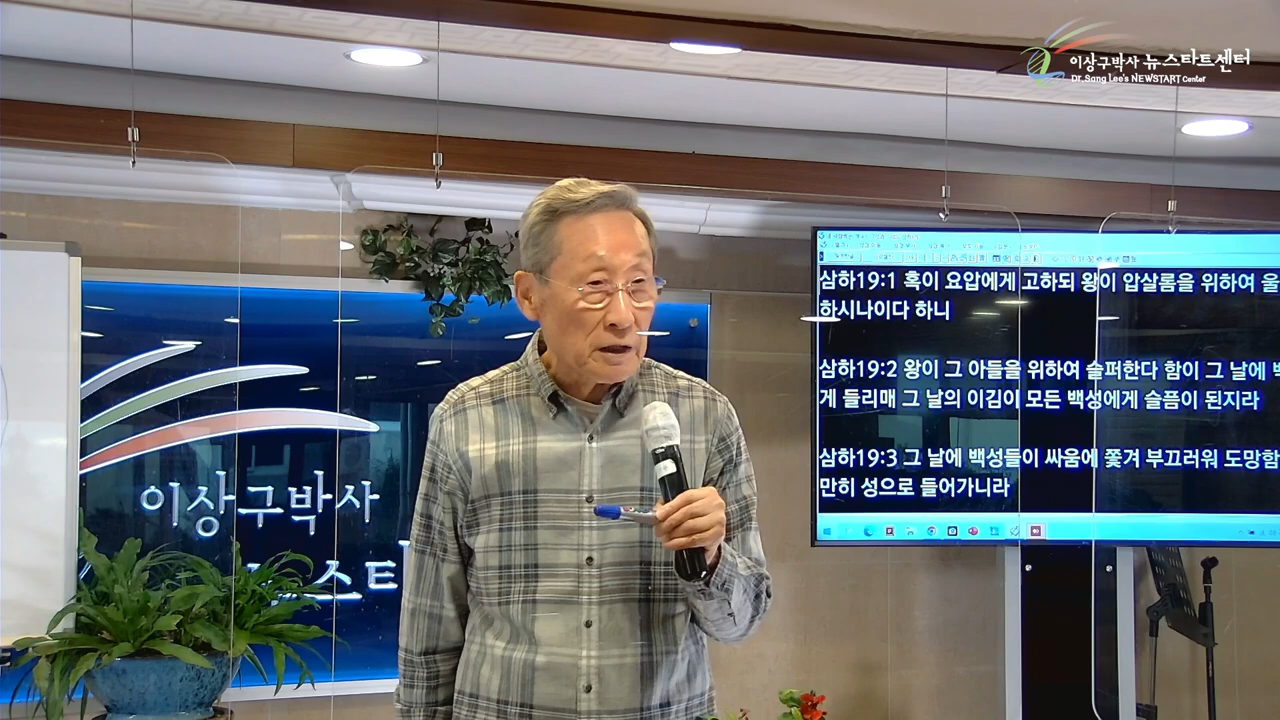 이상구박사 뉴스타트센터
Dr. Sang Lee's NEWSTART Center
삼하19:1 혹이 요압에게 고하되 왕이 압살롬을 위하여 울
하시나이다 하니
삼하19:2 왕이 그 아들을 위하여 슬퍼한다 함이 그 날에 백
게 들리매 그 날의 이김이 모든 백성에게 슬픔이 된지라
삼하19:3 그 날에 백성들이 싸움에 쫓겨 부끄러워 도망함
만히 성으로 들어가니라
이상구박사
뉴스타